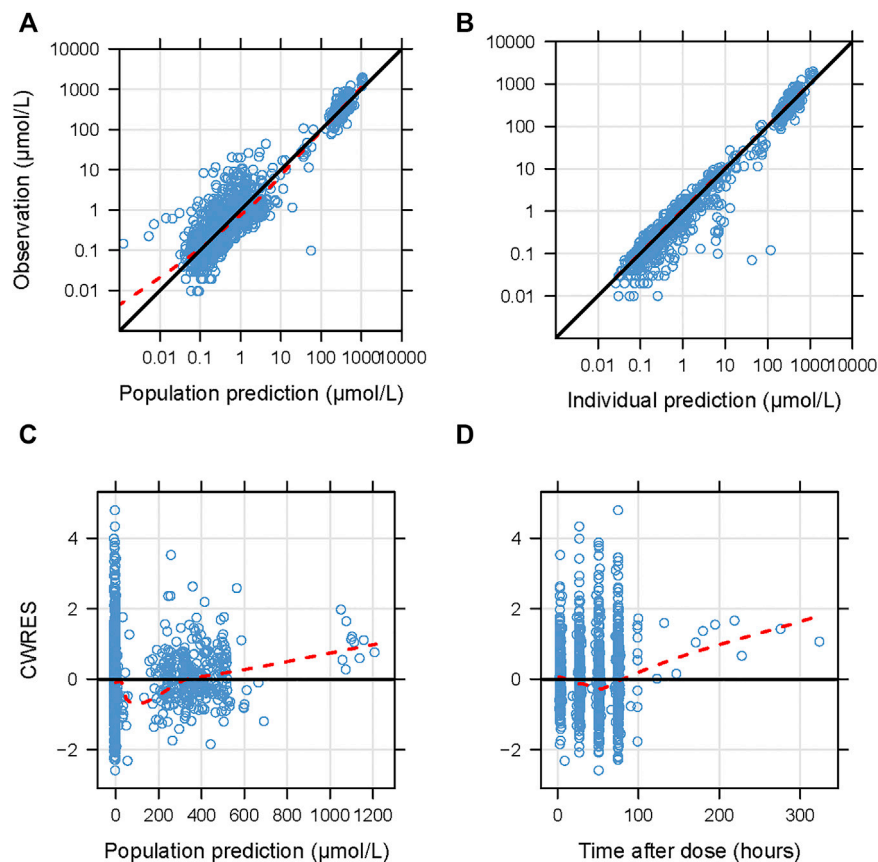 A
B
10000
1000
100
10
1
0.1
0.01
Observation (µmol/L)
0.01 0.1 1 10 100 1000 10000
Population prediction (µmol/L)
10000
1000
100
10
1
0.1
0.01
0.01 0.1 1 10 100 1000 10000
Individual prediction (µmol/L)
C
D
4
2
0
−2
CWRES
0 200 400 600 800 1000 1200
Population prediction (µmol/L)
4
2
0
−2
0 100 200 300
Time after dose (hours)